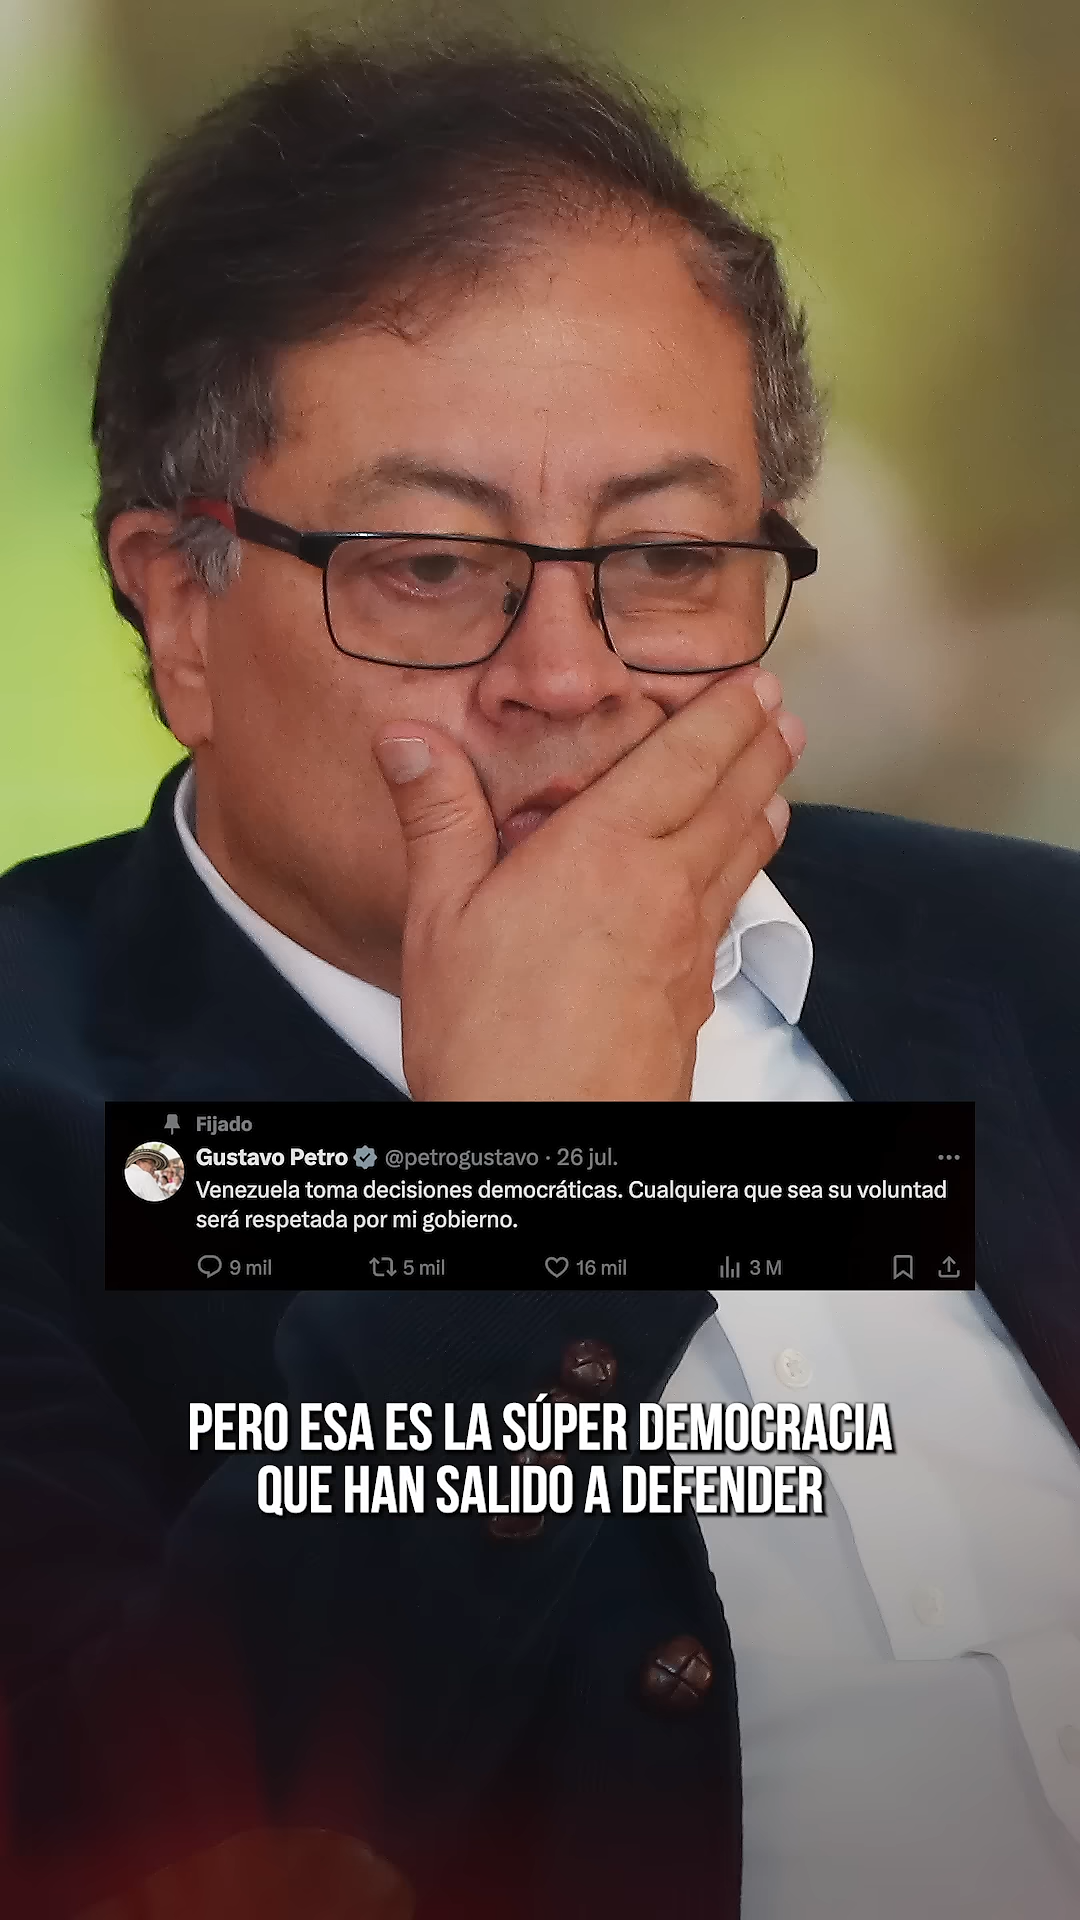 Fijado
Gustavo Petro @petrogustavo · 26 jul.
Venezuela toma decisiones democráticas. Cualquiera que sea su voluntad
será respetada por mi gobierno.
9 mil 5 mil 16 mil 3 M
PERO ESA ES LA SÚPER DEMOCRACIA
QUE HAN SALIDO A DEFENDER